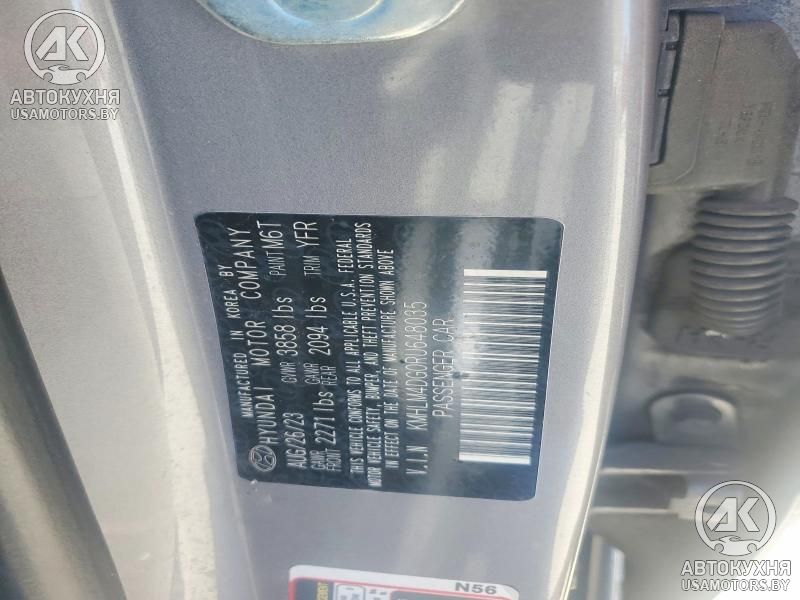 AK
АВТОКУХНЯ
USAMOTORS.BY
MANUFACTURED IN KOREA BY
HYUNDAI MOTOR COMPANY
AUG/26/23 GVWR 3858 lbs PAINT M6T
GAWR FRONT 2271 lbs GAWR REAR 2094 lbs TRIM YFR
THIS VEHICLE CONFORMS TO ALL APPLICABLE U.S.A. FEDERAL
MOTOR VEHICLE SAFETY, BUMPER, AND THEFT PREVENTION STANDARDS
IN EFFECT ON THE DATE OF MANUFACTURE SHOWN ABOVE
V.I.N KMHLM4DG0RU648035
PASSENGER CAR
N56
AK
АВТОКУХНЯ
USAMOTORS.BY